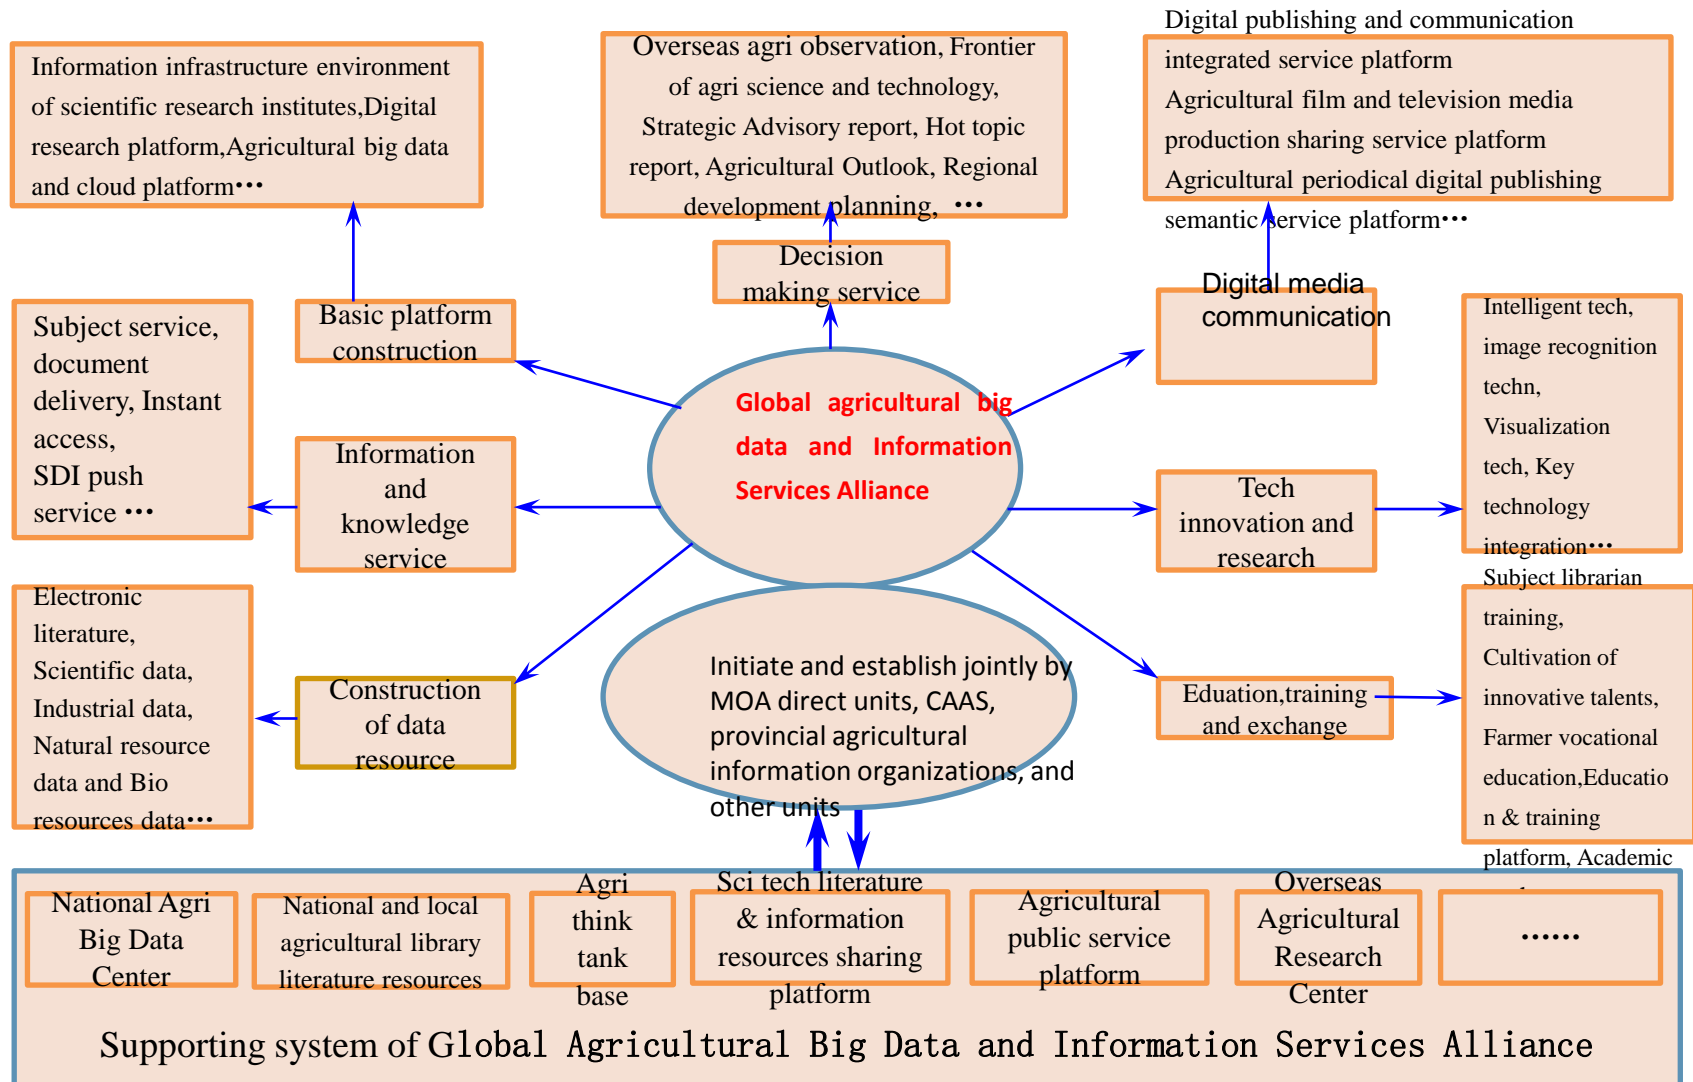 Information infrastructure environment
of scientific research institutes,Digital
research platform,Agricultural big data
and cloud platform···
Overseas agri observation, Frontier
of agri science and technology,
Strategic Advisory report, Hot topic
report, Agricultural Outlook, Regional
development planning, ···
Digital publishing and communication
integrated service platform
Agricultural film and television media
production sharing service platform
Agricultural periodical digital publishing
semantic service platform···
Basic platform
construction
Decision
making service
Digital media
communication
Subject service,
document
delivery, Instant
access,
SDI push
service ···
Information
and
knowledge
service
Global agricultural big
data and Information
Services Alliance
Tech
innovation and
research
Intelligent tech,
image recognition
techn,
Visualization
tech, Key
technology
integration···
Electronic
literature,
Scientific data,
Industrial data,
Natural resource
data and Bio
resources data···
Construction
of data
resource
Initiate and establish jointly by
MOA direct units, CAAS,
provincial agricultural
information organizations, and
other units
Eduation,training
and exchange
Subject librarian
training,
Cultivation of
innovative talents,
Farmer vocational
education,Educatio
n & training
platform, Academic
National Agri
Big Data
Center
National and local
agricultural library
literature resources
Agri
think
tank
base
Sci tech literature
& information
resources sharing
platform
Agricultural
public service
platform
Overseas
Agricultural
Research
Center
······
Supporting system of Global Agricultural Big Data and Information Services Alliance